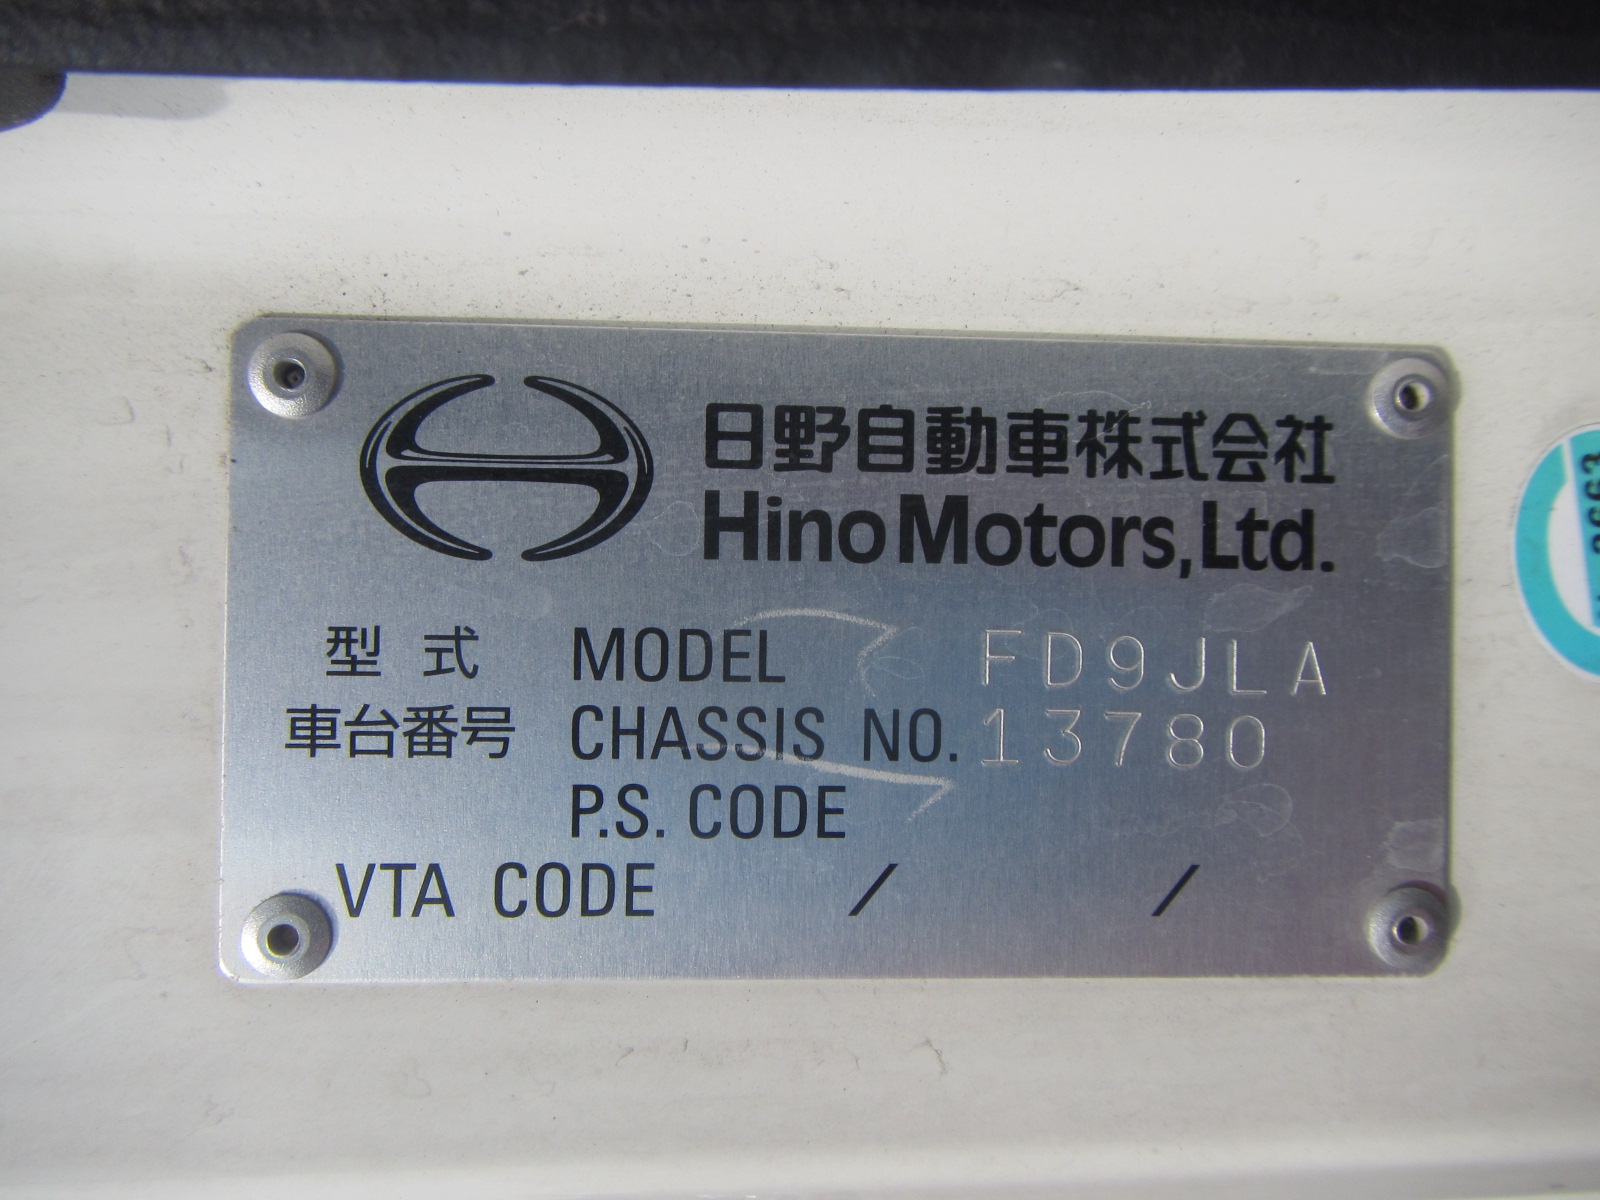 日野自動車株式会社
Hino Motors, Ltd.
型式 MODEL FD9JLA
車台番号 CHASSIS NO. 13780
P.S. CODE
VTA CODE / /